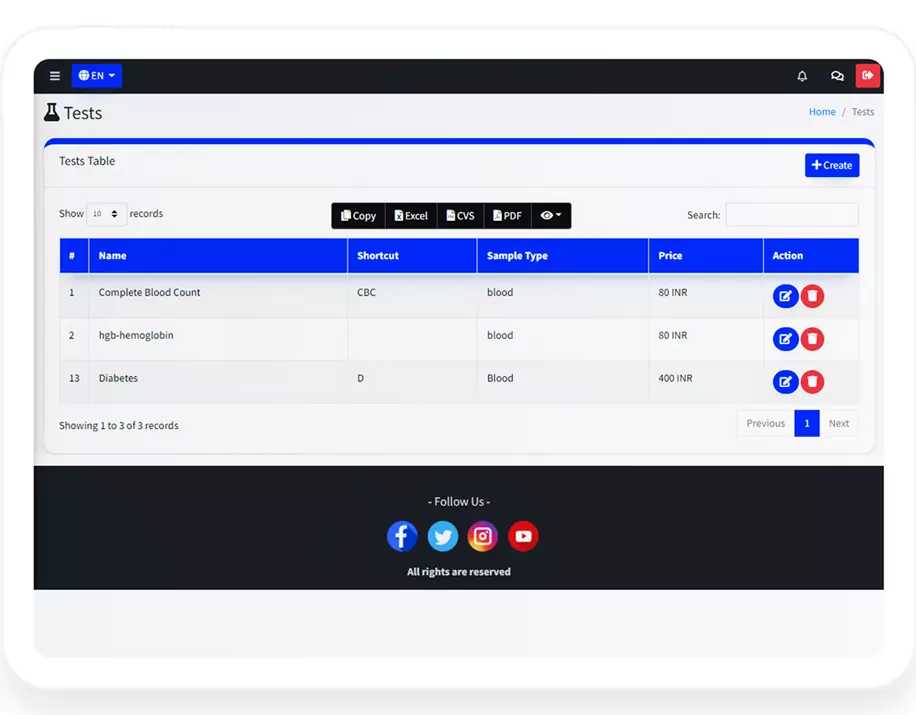 EN
Tests
Home / Tests
Tests Table
Create
Show 10 records
Copy Excel CVS PDF
Search:
# Name Shortcut Sample Type Price Action
1 Complete Blood Count CBC blood 80 INR
2 hgb-hemoglobin blood 80 INR
13 Diabetes D Blood 400 INR
Showing 1 to 3 of 3 records
Previous 1 Next
- Follow Us -
All rights are reserved